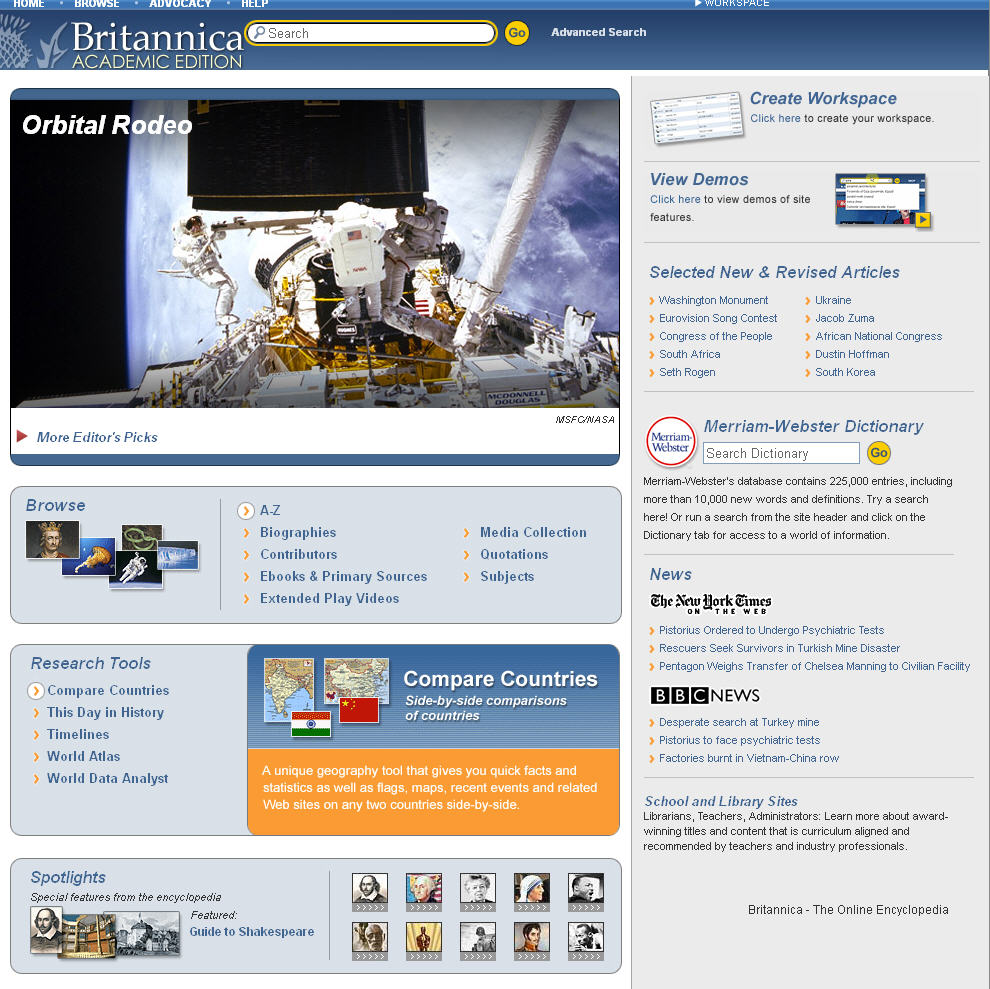 HOME • BROWSE • ADVOCACY • HELP
WORKSPACE
Britannica
ACADEMIC EDITION
Search
Go
Advanced Search
Orbital Rodeo
NASA
HUGHES
MCDONNELL
DOUGLAS
MSFC/NASA
More Editor's Picks
Browse
A-Z
Biographies
Contributors
Ebooks & Primary Sources
Extended Play Videos
Media Collection
Quotations
Subjects
Research Tools
Compare Countries
This Day in History
Timelines
World Atlas
World Data Analyst
Compare Countries
Side-by-side comparisons
of countries
A unique geography tool that gives you quick facts and
statistics as well as flags, maps, recent events and related
Web sites on any two countries side-by-side.
Spotlights
Special features from the encyclopedia
Featured:
Guide to Shakespeare
Create Workspace
Click here to create your workspace.
View Demos
Click here to view demos of site
features.
Selected New & Revised Articles
Washington Monument
Eurovision Song Contest
Congress of the People
South Africa
Seth Rogen
Ukraine
Jacob Zuma
African National Congress
Dustin Hoffman
South Korea
Merriam-
Webster
Merriam-Webster Dictionary
Search Dictionary
Go
Merriam-Webster's database contains 225,000 entries, including
more than 10,000 new words and definitions. Try a search
here! Or run a search from the site header and click on the
Dictionary tab for access to a world of information.
News
The New York Times
ON THE WEB
Pistorius Ordered to Undergo Psychiatric Tests
Rescuers Seek Survivors in Turkish Mine Disaster
Pentagon Weighs Transfer of Chelsea Manning to Civilian Facility
BBC NEWS
Desperate search at Turkey mine
Pistorius to face psychiatric tests
Factories burnt in Vietnam-China row
School and Library Sites
Librarians, Teachers, Administrators: Learn more about award-
winning titles and content that is curriculum aligned and
recommended by teachers and industry professionals.
Britannica - The Online Encyclopedia